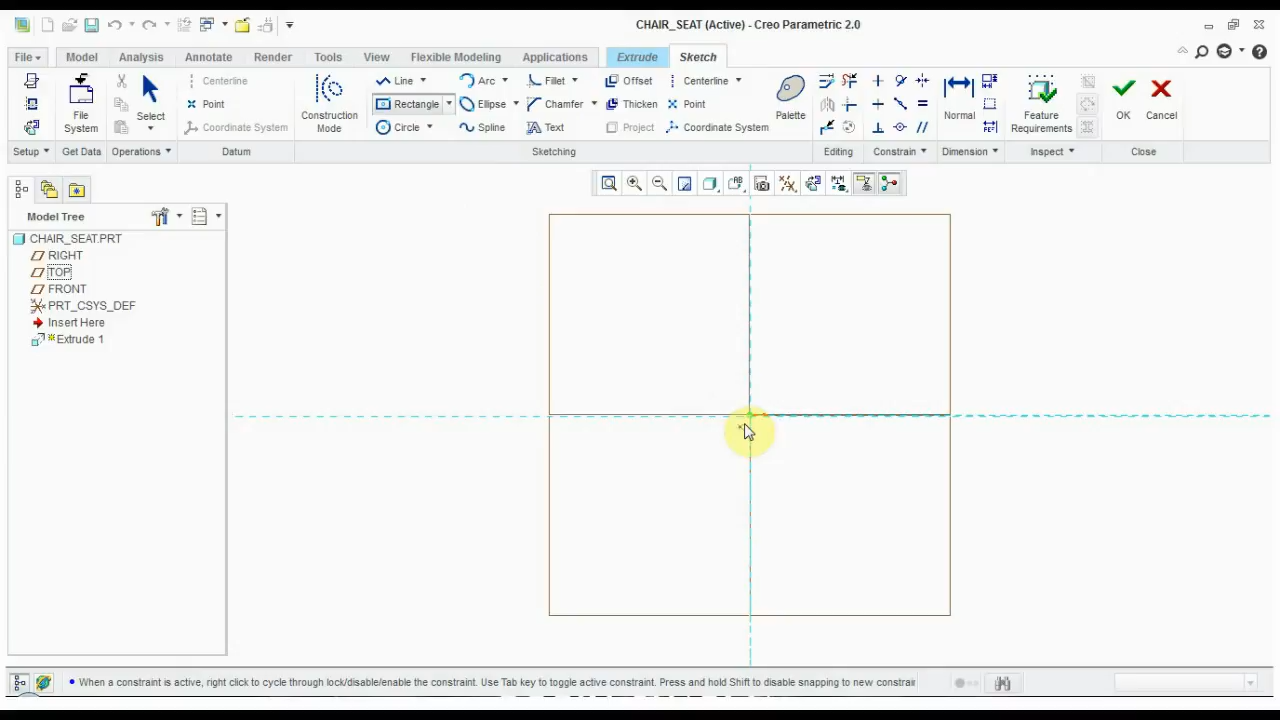 CHAIR_SEAT (Active) - Creo Parametric 2.0
File Model Analysis Annotate Render Tools View Flexible Modeling Applications Extrude Sketch
Centerline Line Arc Fillet Offset Centerline
Point Rectangle Ellipse Chamfer Thicken Point
Coordinate System Circle Spline Text Project Coordinate System
File System Select Construction Mode Palette Normal Feature Requirements OK Cancel
Setup Get Data Operations Datum Sketching Editing Constrain Dimension Inspect Close
Model Tree
CHAIR_SEAT.PRT
RIGHT
TOP
FRONT
PRT_CSYS_DEF
Insert Here
Extrude 1
When a constraint is active, right click to cycle through lock/disable/enable the constraint. Use Tab key to toggle active constraint. Press and hold Shift to disable snapping to new constrain